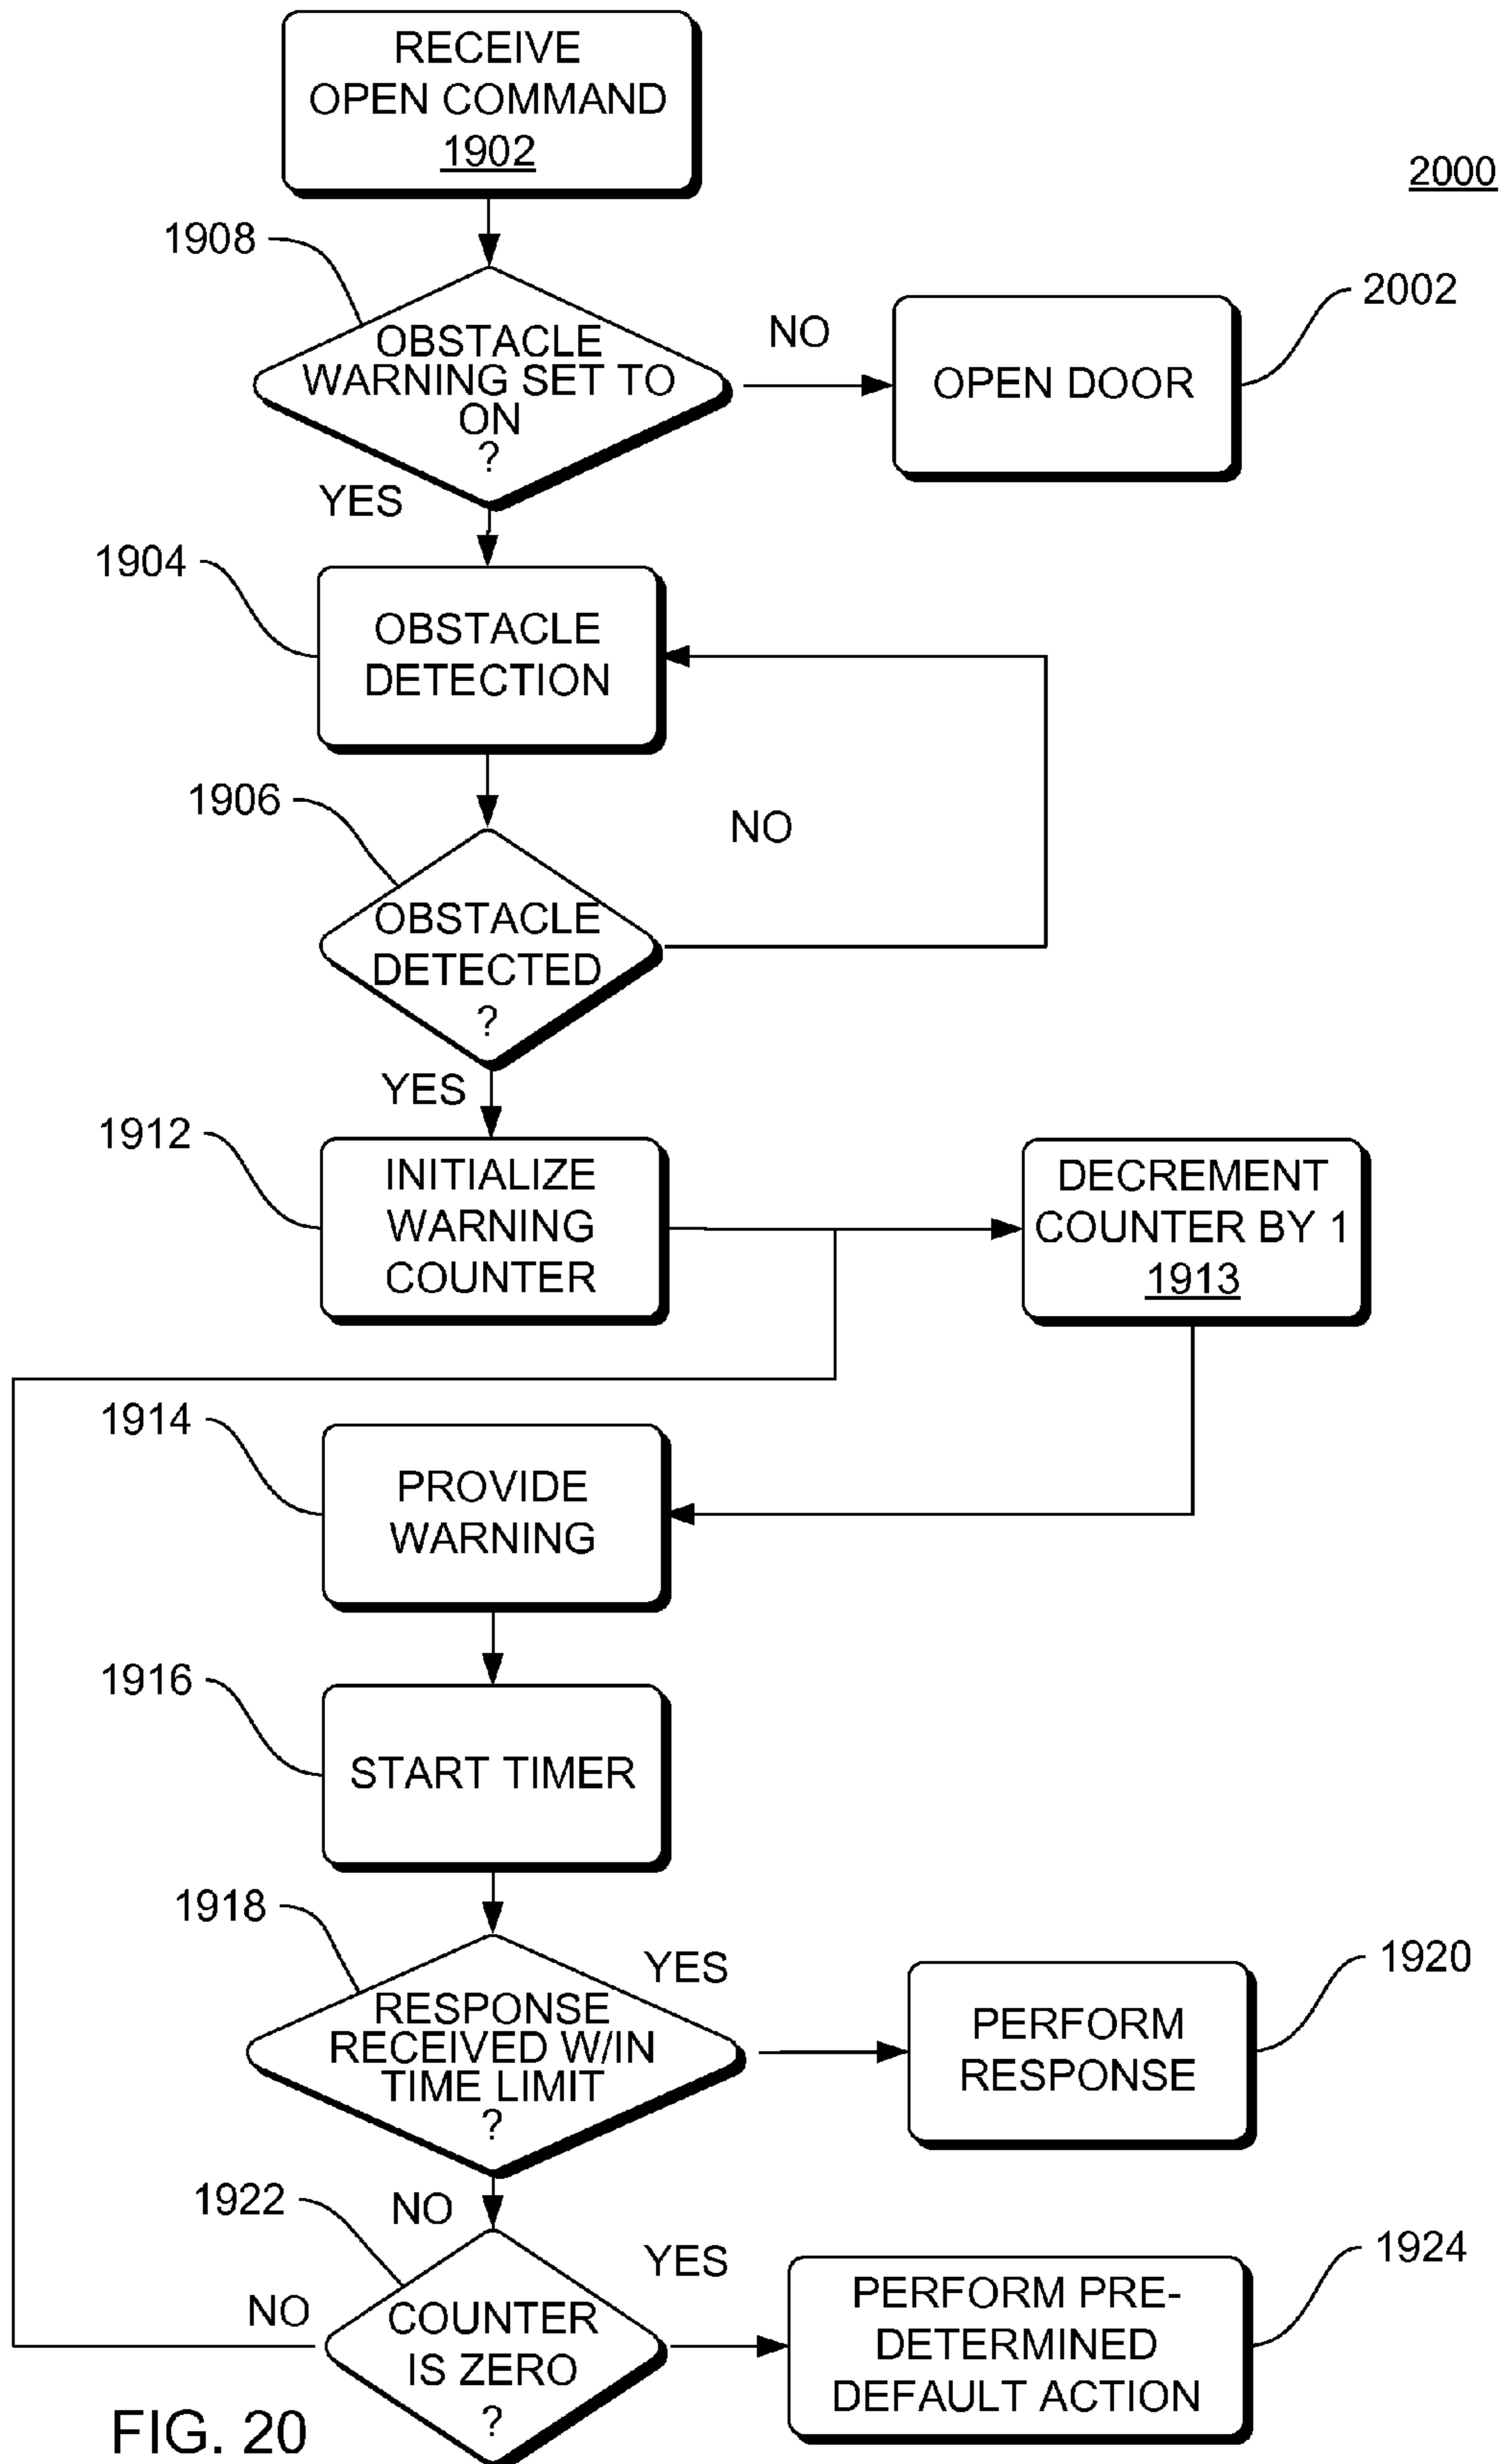 RECEIVE
OPEN COMMAND
1902
2000
1908
2002
OBSTACLE
WARNING SET TO
ON
?
NO
OPEN DOOR
YES
1904
OBSTACLE
DETECTION
1906
NO
OBSTACLE
DETECTED
?
YES
1912
INITIALIZE
WARNING
COUNTER
DECREMENT
COUNTER BY 1
1913
1914
PROVIDE
WARNING
1916
START TIMER
1918
YES
1920
RESPONSE
RECEIVED W/IN
TIME LIMIT
?
PERFORM
RESPONSE
1922
NO
YES
1924
NO
COUNTER
IS ZERO
?
PERFORM PRE-
DETERMINED
DEFAULT ACTION
FIG. 20